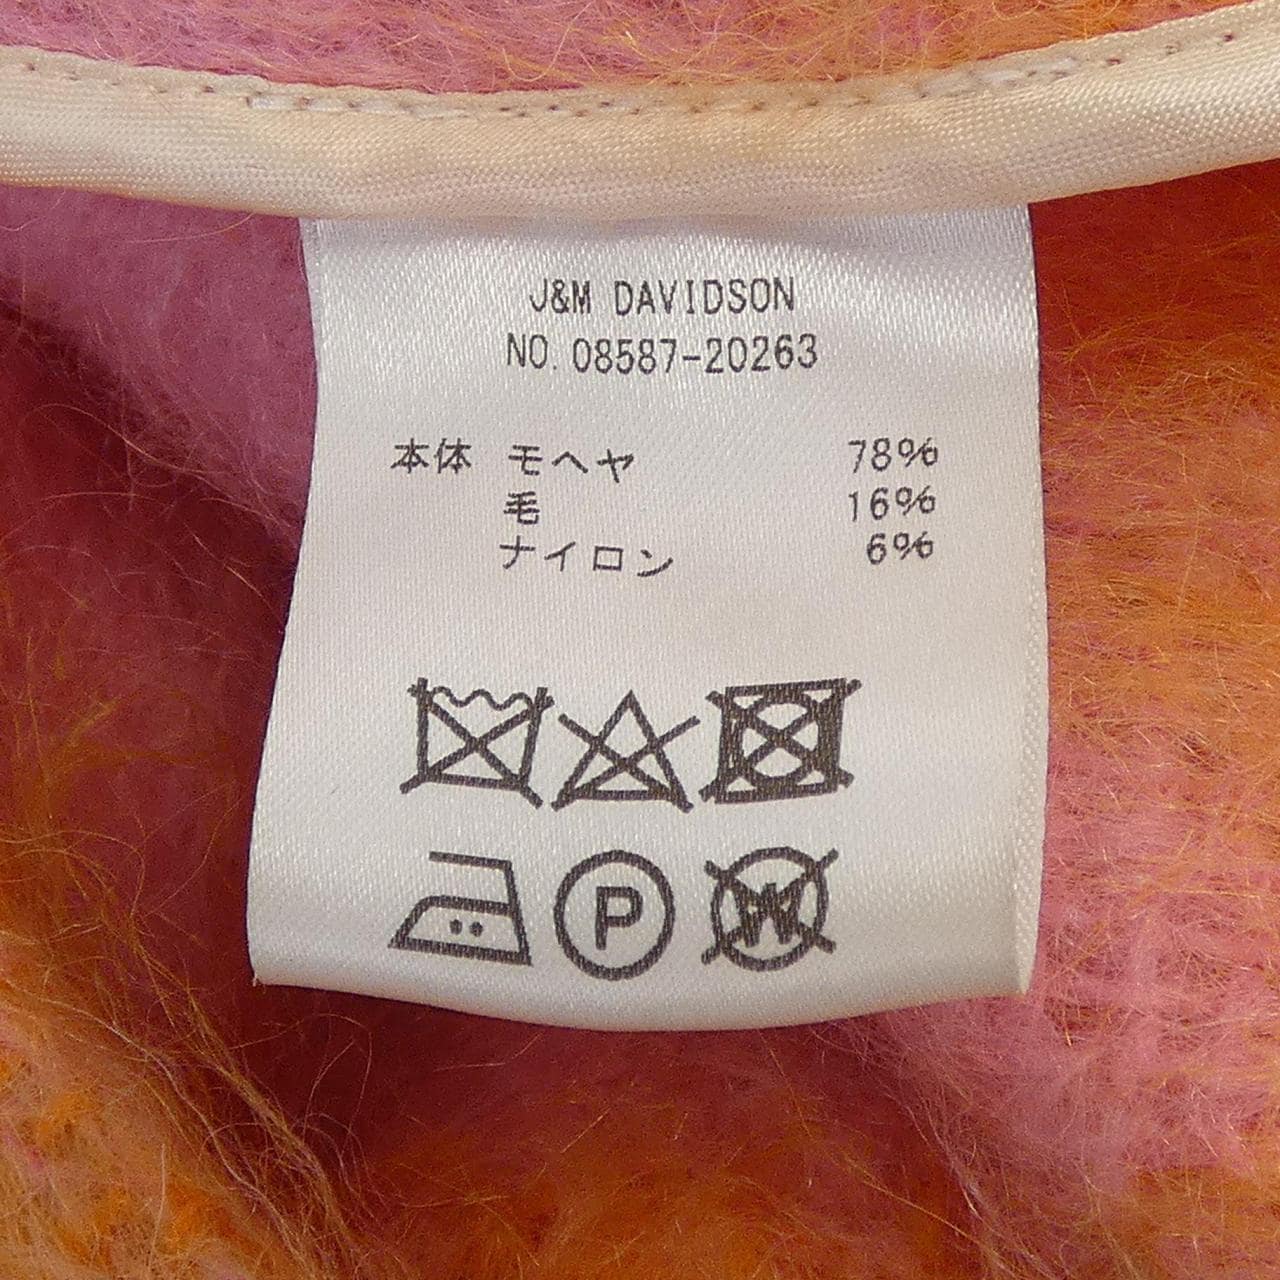 J&M DAVIDSON
NO. 08587-20263
本体 モヘヤ 78%
毛 16%
ナイロン 6%
P
W